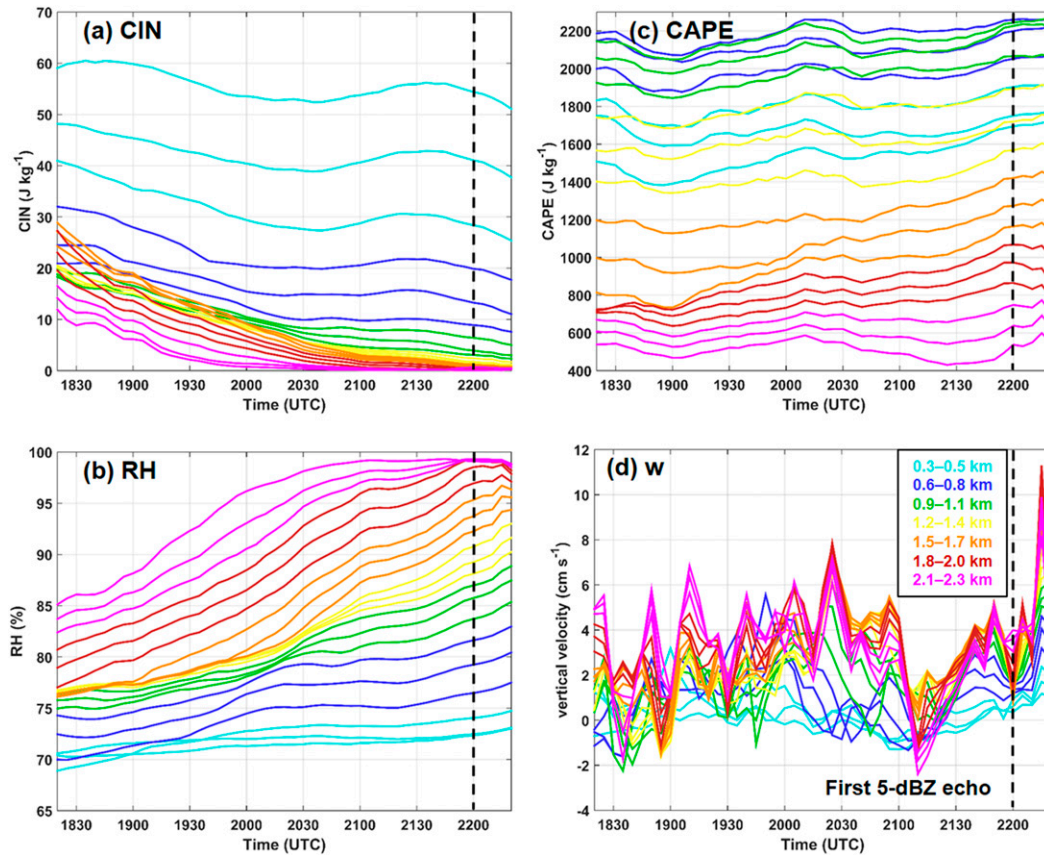 (a) CIN
70
60
50
40
30
20
10
0
CIN (J kg⁻¹)
1830 1900 1930 2000 2030 2100 2130 2200
Time (UTC)
(c) CAPE
2200
2000
1800
1600
1400
1200
1000
800
600
400
CAPE (J kg⁻¹)
1830 1900 1930 2000 2030 2100 2130 2200
Time (UTC)
(b) RH
100
95
90
85
80
75
70
65
RH (%)
1830 1900 1930 2000 2030 2100 2130 2200
Time (UTC)
(d) w
12
10
8
6
4
2
0
-2
-4
vertical velocity (cm s⁻¹)
0.3–0.5 km
0.6–0.8 km
0.9–1.1 km
1.2–1.4 km
1.5–1.7 km
1.8–2.0 km
2.1–2.3 km
First 5-dBZ echo
1830 1900 1930 2000 2030 2100 2130 2200
Time (UTC)